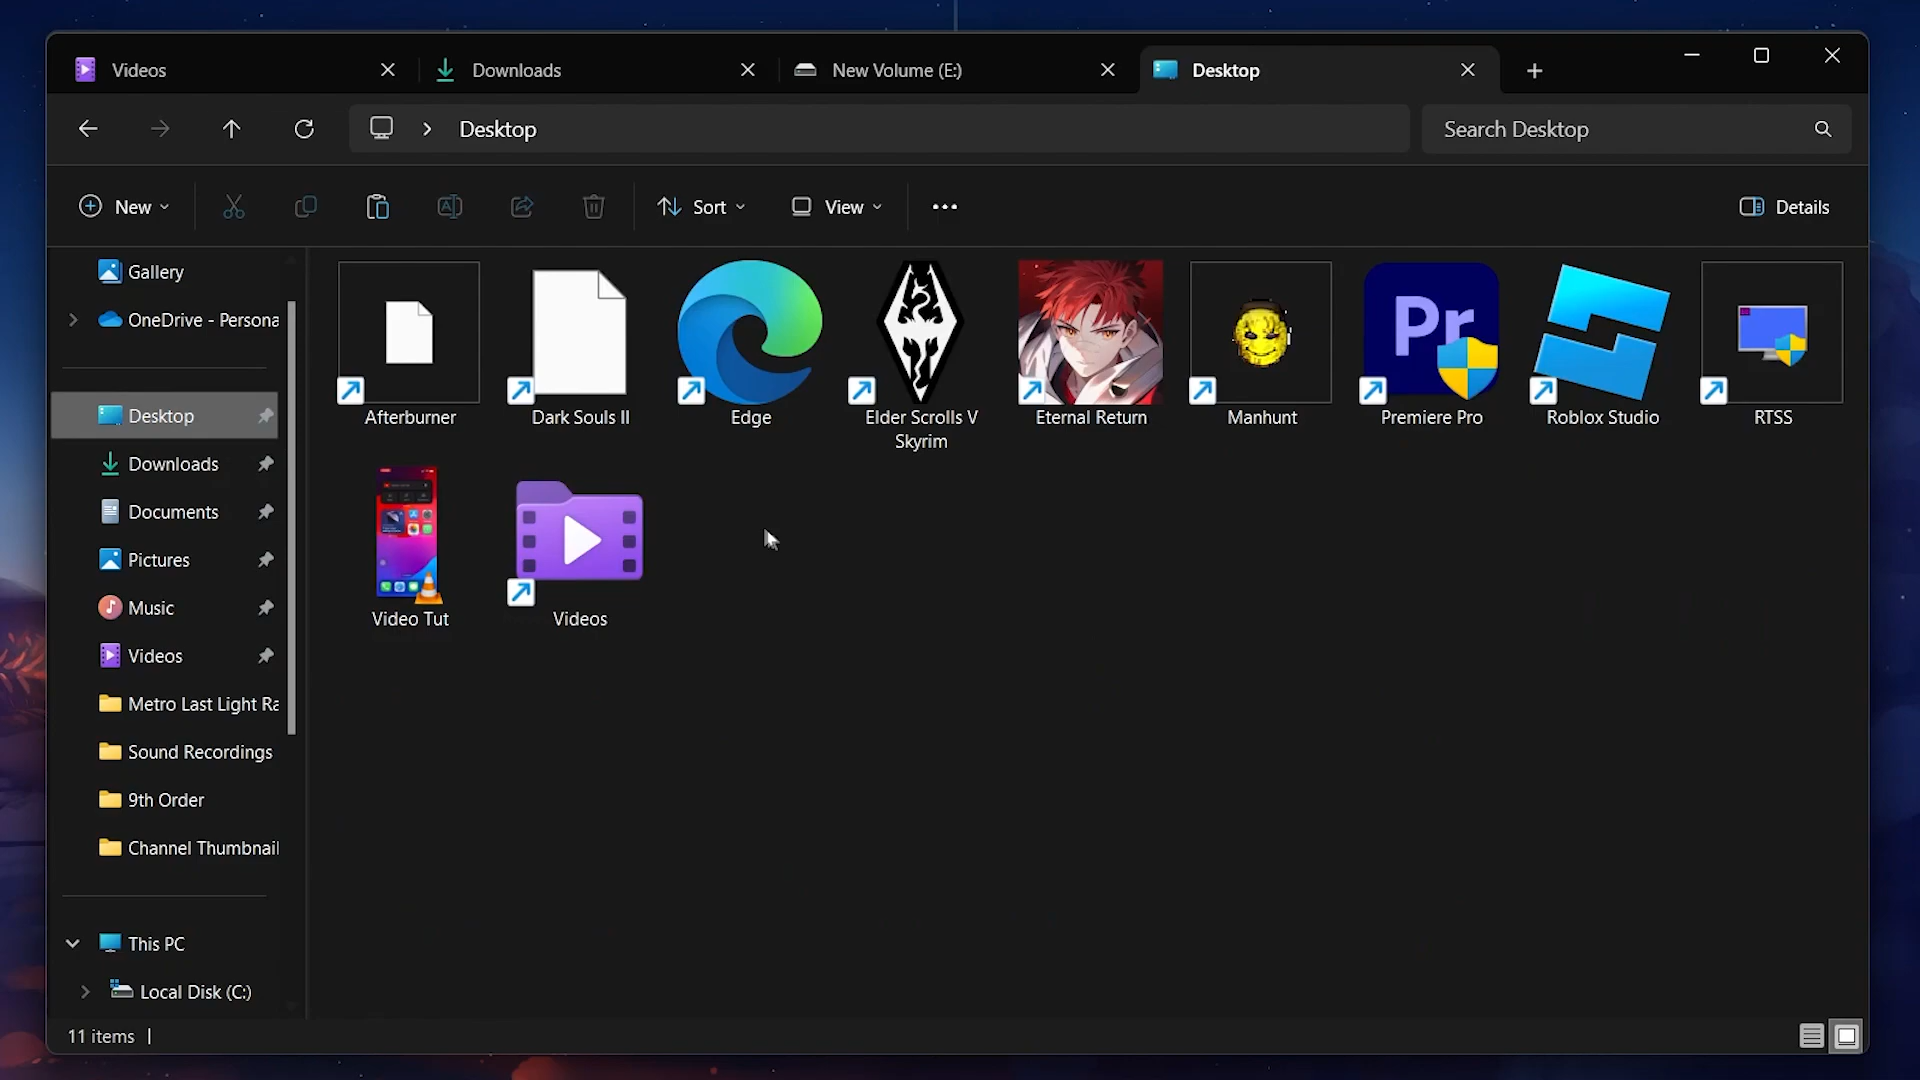 Videos
Downloads
New Volume (E:)
Desktop
Desktop
Search Desktop
New
Sort
View
Details
Gallery
OneDrive - Persona
Desktop
Downloads
Documents
Pictures
Music
Videos
Metro Last Light Ra
Sound Recordings
9th Order
Channel Thumbnail
This PC
Local Disk (C:)
Afterburner
Dark Souls II
Edge
Elder Scrolls V
Skyrim
Eternal Return
Manhunt
Pr
Premiere Pro
Roblox Studio
RTSS
Video Tut
Videos
11 items